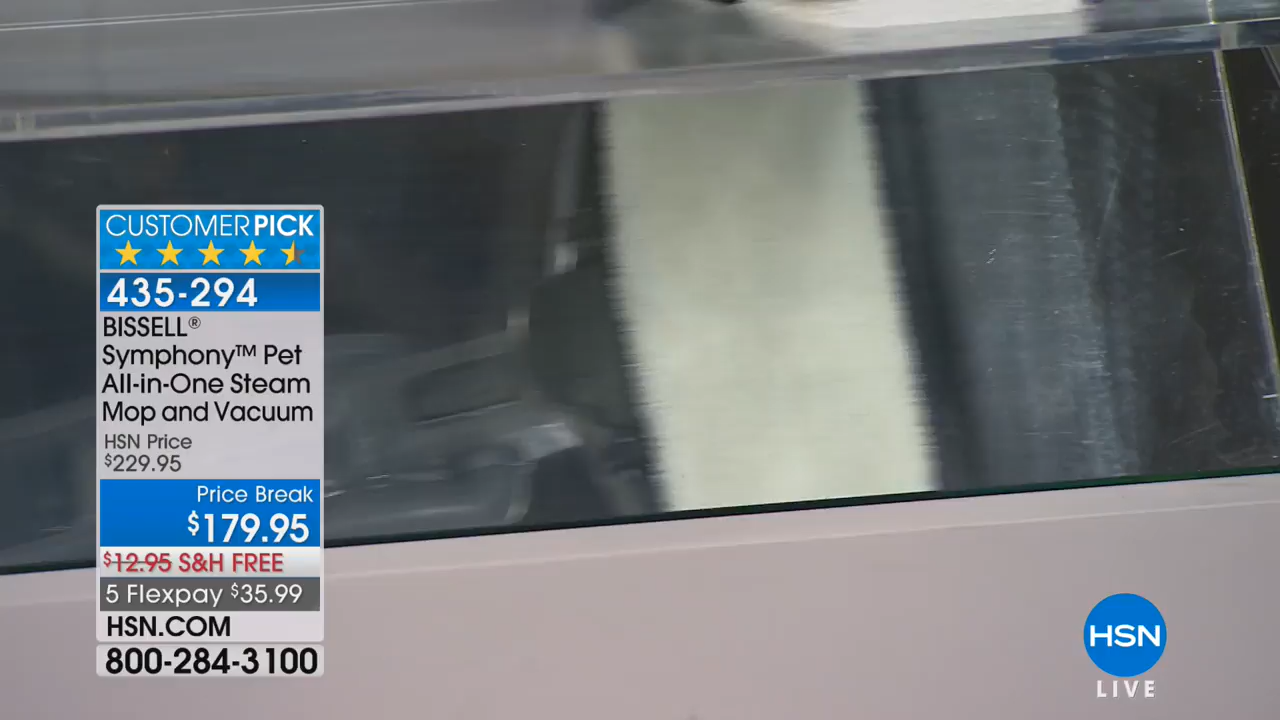 CUSTOMER PICK
435-294
BISSELL®
Symphony™ Pet
All-in-One Steam
Mop and Vacuum
HSN Price
$229.95
Price Break
$179.95
$12.95 S&H FREE
5 Flexpay $35.99
HSN.COM
800-284-3100
HSN
LIVE